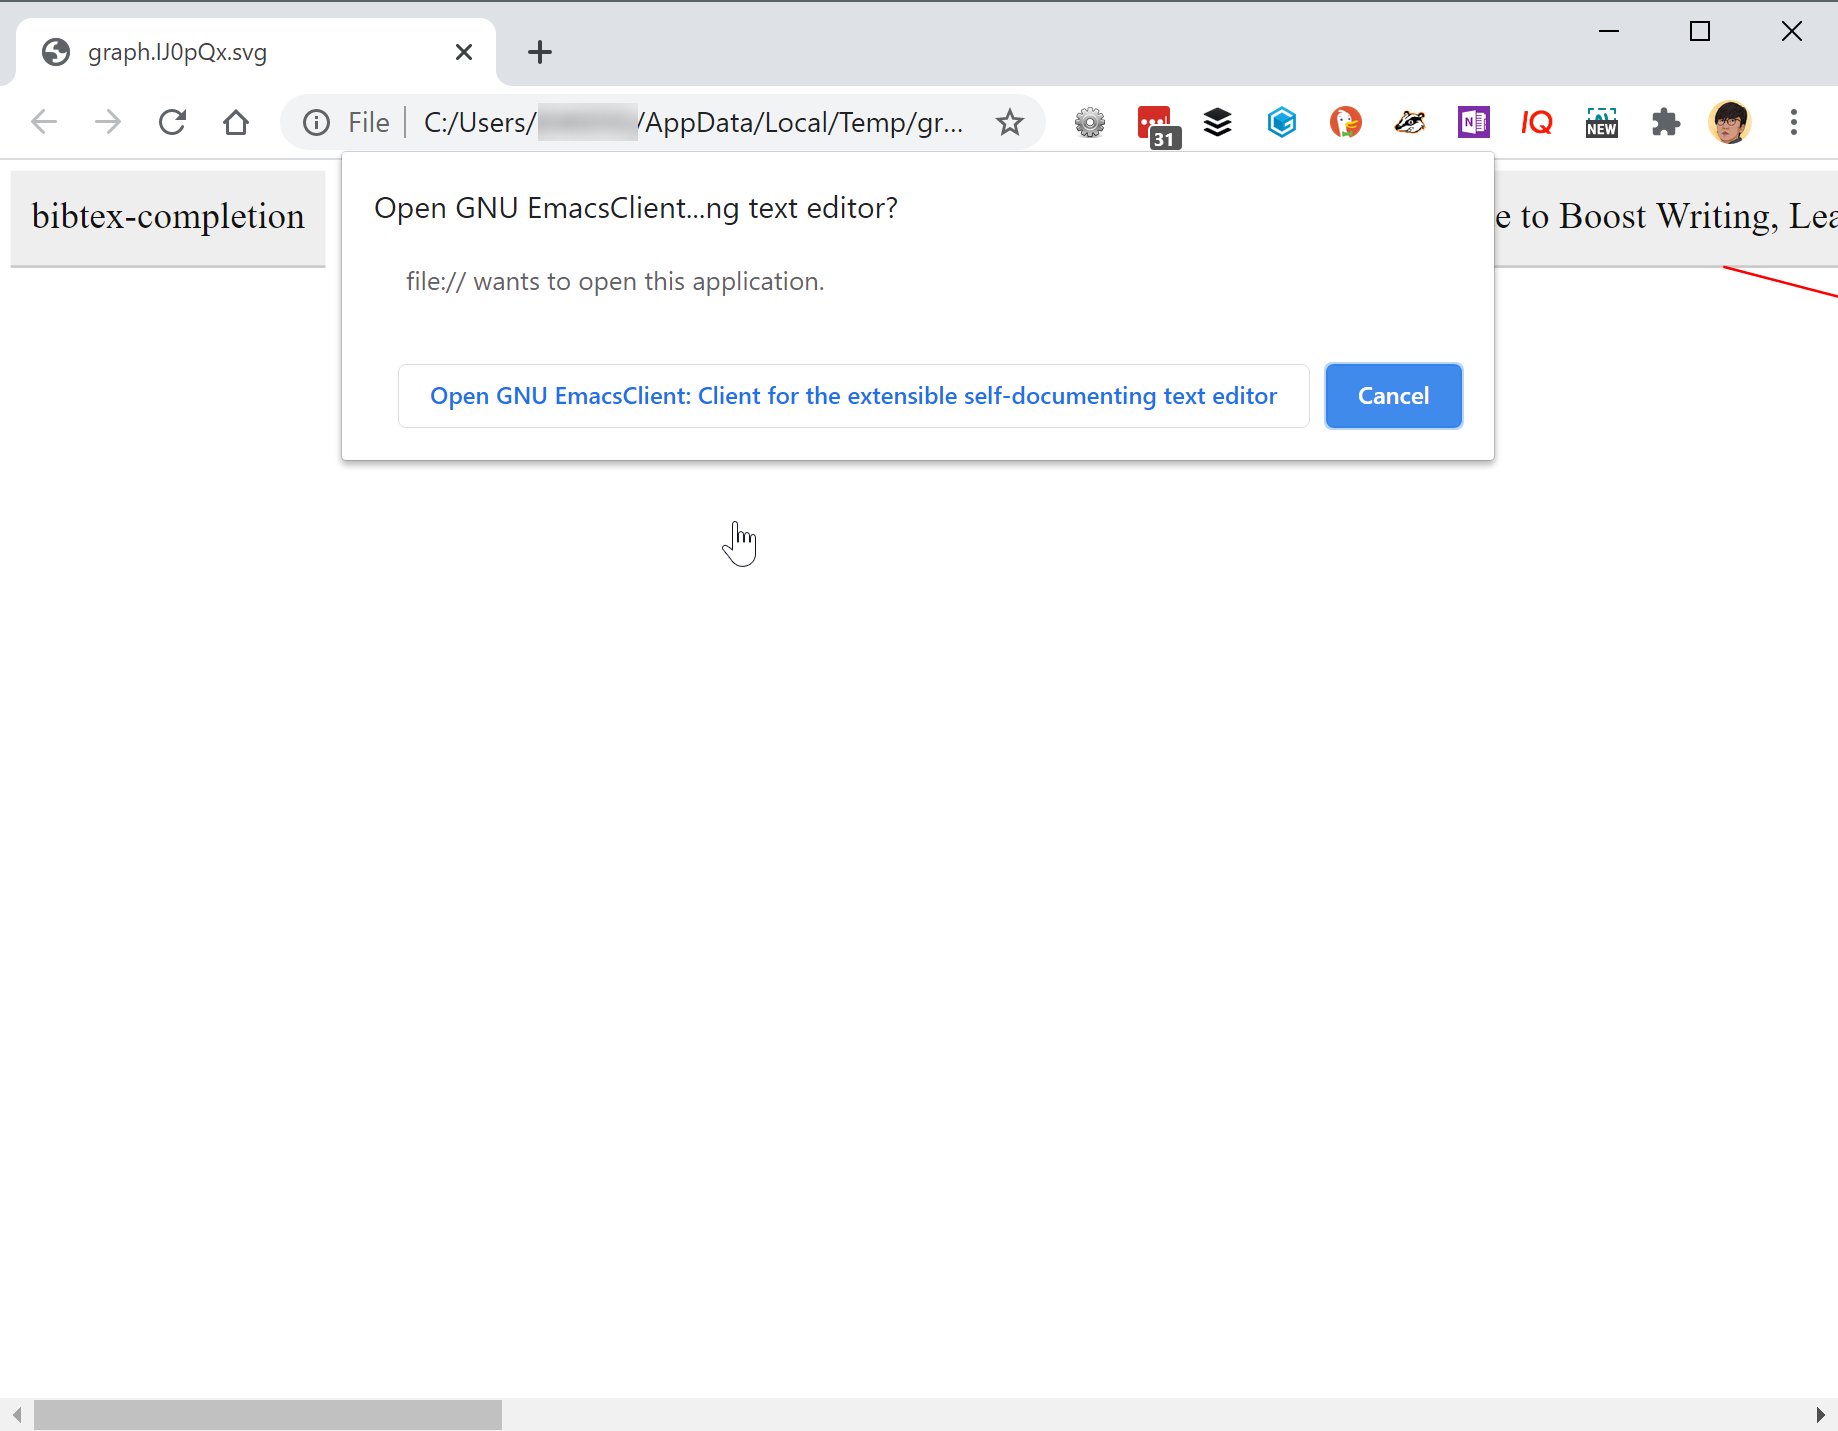 graph.IJ0pQx.svg
File C:/Users/ /AppData/Local/Temp/gr...
31
N
IQ
NEW
bibtex-completion
Open GNU EmacsClient...ng text editor?
e to Boost Writing, Lea
file:// wants to open this application.
Open GNU EmacsClient: Client for the extensible self-documenting text editor
Cancel